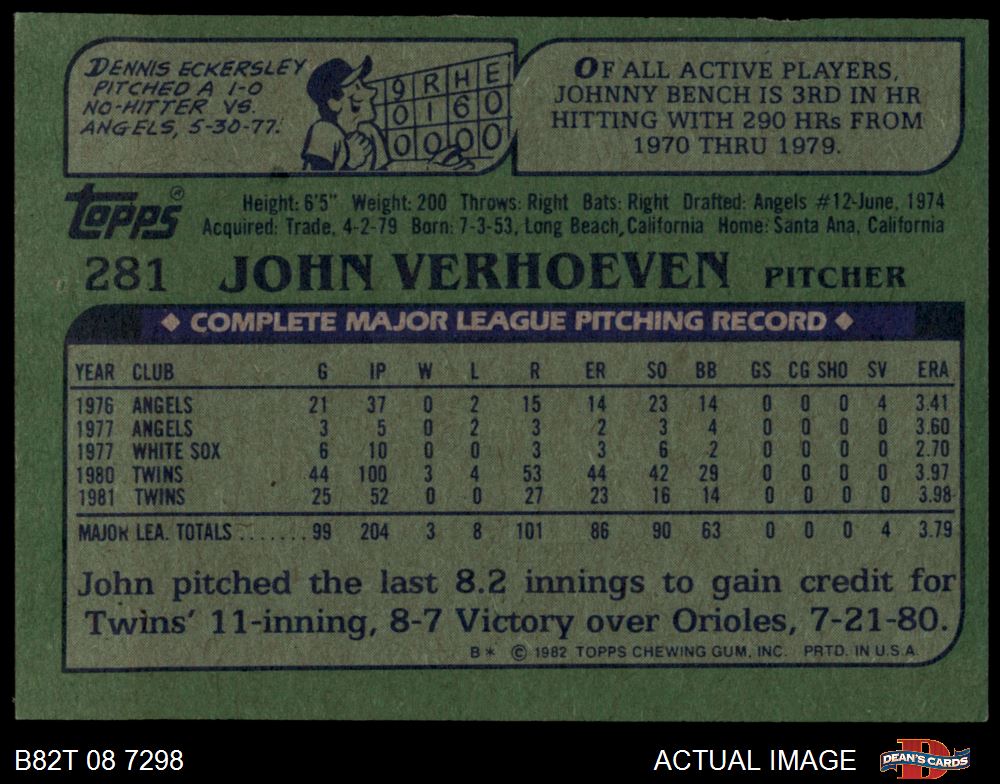 DENNIS ECKERSLEY
PITCHED A 1-0
NO-HITTER VS.
ANGELS, 5-30-77.
9 R H E
0 1 6 0
0 0 0 0
OF ALL ACTIVE PLAYERS,
JOHNNY BENCH IS 3RD IN HR
HITTING WITH 290 HRs FROM
1970 THRU 1979.
Topps®
Height: 6'5" Weight: 200 Throws: Right Bats: Right Drafted: Angels #12-June, 1974
Acquired: Trade, 4-2-79 Born: 7-3-53, Long Beach, California Home: Santa Ana, California
281 JOHN VERHOEVEN PITCHER
◆ COMPLETE MAJOR LEAGUE PITCHING RECORD ◆
YEAR CLUB G IP W L R ER SO BB GS CG SHO SV ERA
1976 ANGELS 21 37 0 2 15 14 23 14 0 0 0 4 3.41
1977 ANGELS 3 5 0 2 3 2 3 4 0 0 0 0 3.60
1977 WHITE SOX 6 10 0 0 3 3 6 2 0 0 0 0 2.70
1980 TWINS 44 100 3 4 53 44 42 29 0 0 0 0 3.97
1981 TWINS 25 52 0 0 27 23 16 14 0 0 0 0 3.98
MAJOR LEA. TOTALS ....... 99 204 3 8 101 86 90 63 0 0 0 4 3.79
John pitched the last 8.2 innings to gain credit for
Twins' 11-inning, 8-7 Victory over Orioles, 7-21-80.
B* © 1982 TOPPS CHEWING GUM, INC. PRTD. IN U.S.A.
B82T 08 7298 ACTUAL IMAGE D DEAN'S CARDS